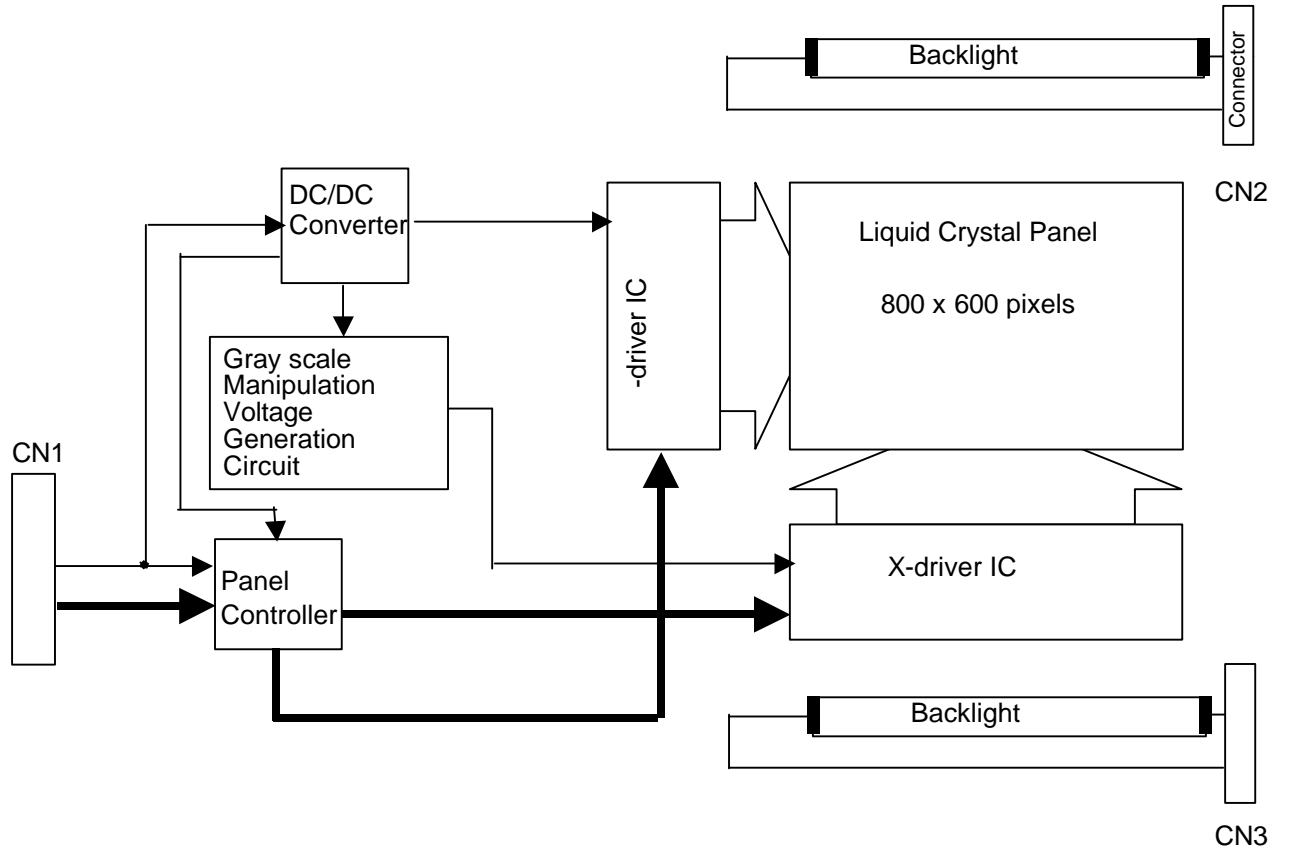 Backlight
Connector
CN2
DC/DC
Converter
-driver IC
Liquid Crystal Panel
800 x 600 pixels
Gray scale
Manipulation
Voltage
Generation
Circuit
CN1
Panel
Controller
X-driver IC
Backlight
CN3